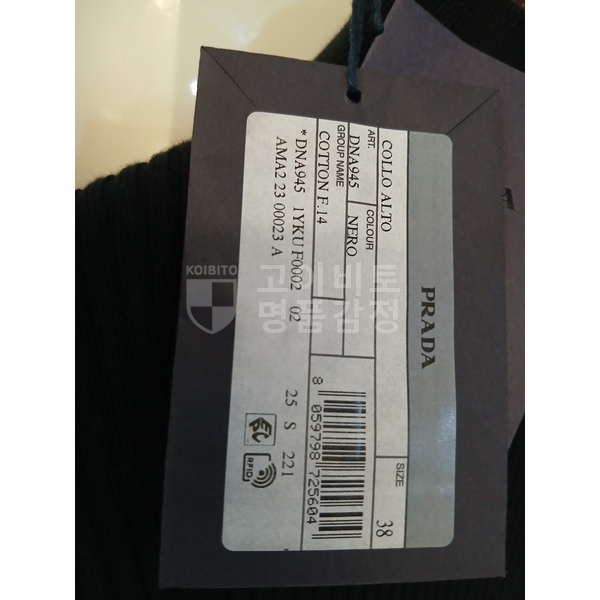 PRADA
COLLO ALTO
ART.
COLOUR
SIZE
DNA945
NERO
38
GROUP NAME
COTTON F.14
8 059798 725604
*DNA945 1YKU F0002 02
AMA2 23 00023 A
25 S 221
EPC
RFID
KOIBITO
고이비토
명품감정